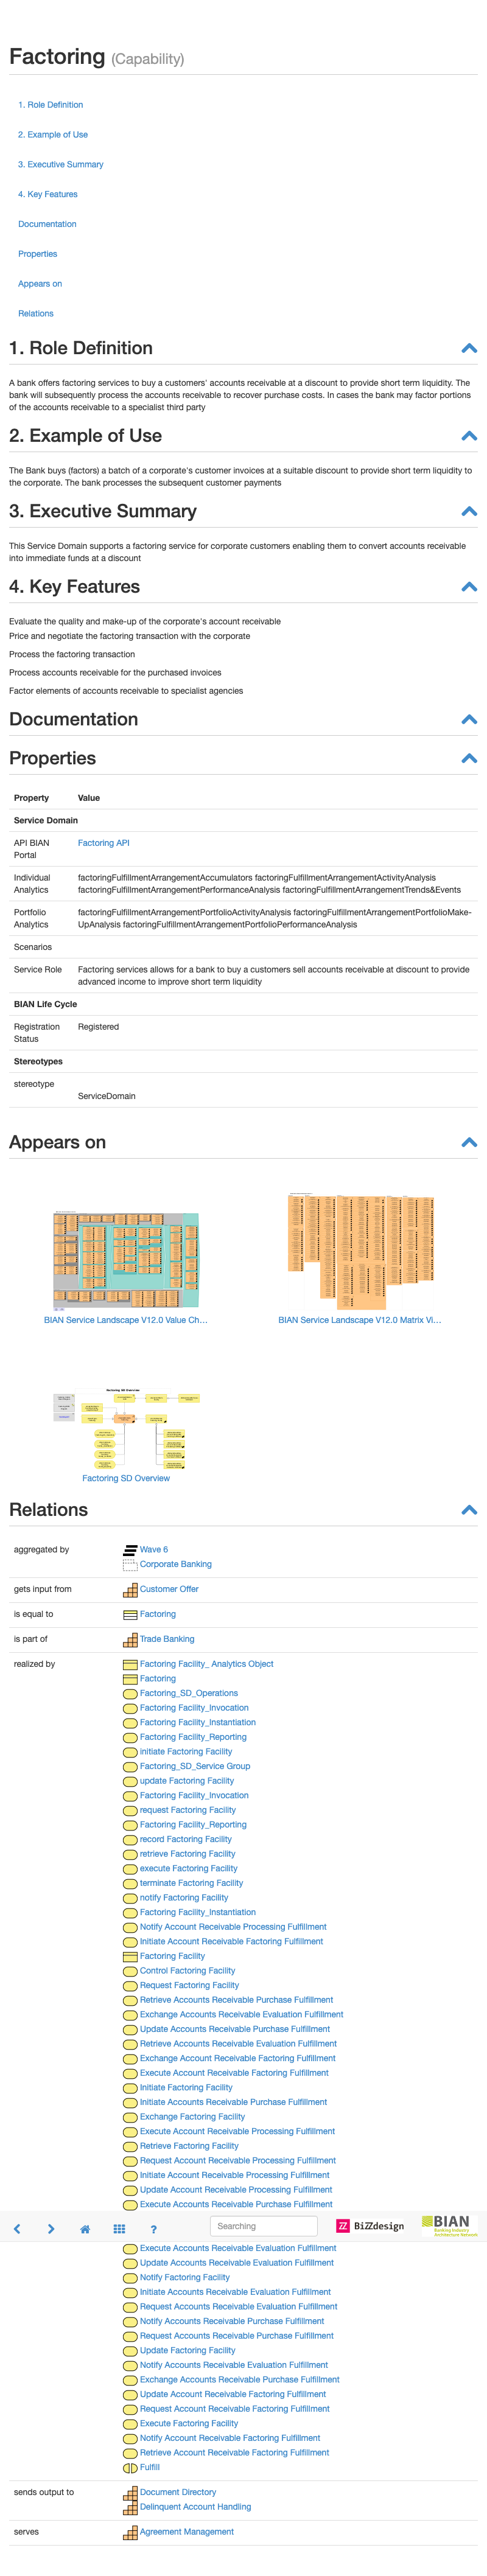 Factoring (Capability)
1. Role Definition
2. Example of Use
3. Executive Summary
4. Key Features
Documentation
Properties
Appears on
Relations
1. Role Definition
A bank offers factoring services to buy a customers' accounts receivable at a discount to provide short term liquidity. The
bank will subsequently process the accounts receivable to recover purchase costs. In cases the bank may factor portions
of the accounts receivable to a specialist third party
2. Example of Use
The Bank buys (factors) a batch of a corporate's customer invoices at a suitable discount to provide short term liquidity to
the corporate. The bank processes the subsequent customer payments
3. Executive Summary
This Service Domain supports a factoring service for corporate customers enabling them to convert accounts receivable
into immediate funds at a discount
4. Key Features
Evaluate the quality and make-up of the corporate's account receivable
Price and negotiate the factoring transaction with the corporate
Process the factoring transaction
Process accounts receivable for the purchased invoices
Factor elements of accounts receivable to specialist agencies
Documentation
Properties
Property Value
Service Domain
API BIAN Factoring API
Portal
Individual factoringFulfillmentArrangementAccumulators factoringFulfillmentArrangementActivityAnalysis
Analytics factoringFulfillmentArrangementPerformanceAnalysis factoringFulfillmentArrangementTrends&Events
Portfolio factoringFulfillmentArrangementPortfolioActivityAnalysis factoringFulfillmentArrangementPortfolioMake-
Analytics UpAnalysis factoringFulfillmentArrangementPortfolioPerformanceAnalysis
Scenarios
Service Role Factoring services allows for a bank to buy a customers sell accounts receivable at discount to provide
advanced income to improve short term liquidity
BIAN Life Cycle
Registration Registered
Status
Stereotypes
stereotype
ServiceDomain
Appears on
BIAN Service Landscape V12.0 Value Ch...
BIAN Service Landscape V12.0 Matrix Vi...
Factoring SD Overview
Factoring SD Overview
Relations
aggregated by Wave 6
Corporate Banking
gets input from Customer Offer
is equal to Factoring
is part of Trade Banking
realized by Factoring Facility_ Analytics Object
Factoring
Factoring_SD_Operations
Factoring Facility_Invocation
Factoring Facility_Instantiation
Factoring Facility_Reporting
initiate Factoring Facility
Factoring_SD_Service Group
update Factoring Facility
Factoring Facility_Invocation
request Factoring Facility
Factoring Facility_Reporting
record Factoring Facility
retrieve Factoring Facility
execute Factoring Facility
terminate Factoring Facility
notify Factoring Facility
Factoring Facility_Instantiation
Notify Account Receivable Processing Fulfillment
Initiate Account Receivable Factoring Fulfillment
Factoring Facility
Control Factoring Facility
Request Factoring Facility
Retrieve Accounts Receivable Purchase Fulfillment
Exchange Accounts Receivable Evaluation Fulfillment
Update Accounts Receivable Purchase Fulfillment
Retrieve Accounts Receivable Evaluation Fulfillment
Exchange Account Receivable Factoring Fulfillment
Execute Account Receivable Factoring Fulfillment
Initiate Factoring Facility
Initiate Accounts Receivable Purchase Fulfillment
Exchange Factoring Facility
Execute Account Receivable Processing Fulfillment
Retrieve Factoring Facility
Request Account Receivable Processing Fulfillment
Initiate Account Receivable Processing Fulfillment
Update Account Receivable Processing Fulfillment
Execute Accounts Receivable Purchase Fulfillment
? Searching BiZZdesign BIAN
Banking Industry
Architecture Network
Execute Accounts Receivable Evaluation Fulfillment
Update Accounts Receivable Evaluation Fulfillment
Notify Factoring Facility
Initiate Accounts Receivable Evaluation Fulfillment
Request Accounts Receivable Evaluation Fulfillment
Notify Accounts Receivable Purchase Fulfillment
Request Accounts Receivable Purchase Fulfillment
Update Factoring Facility
Notify Accounts Receivable Evaluation Fulfillment
Exchange Accounts Receivable Purchase Fulfillment
Update Account Receivable Factoring Fulfillment
Request Account Receivable Factoring Fulfillment
Execute Factoring Facility
Notify Account Receivable Factoring Fulfillment
Retrieve Account Receivable Factoring Fulfillment
Fulfill
sends output to Document Directory
Delinquent Account Handling
serves Agreement Management